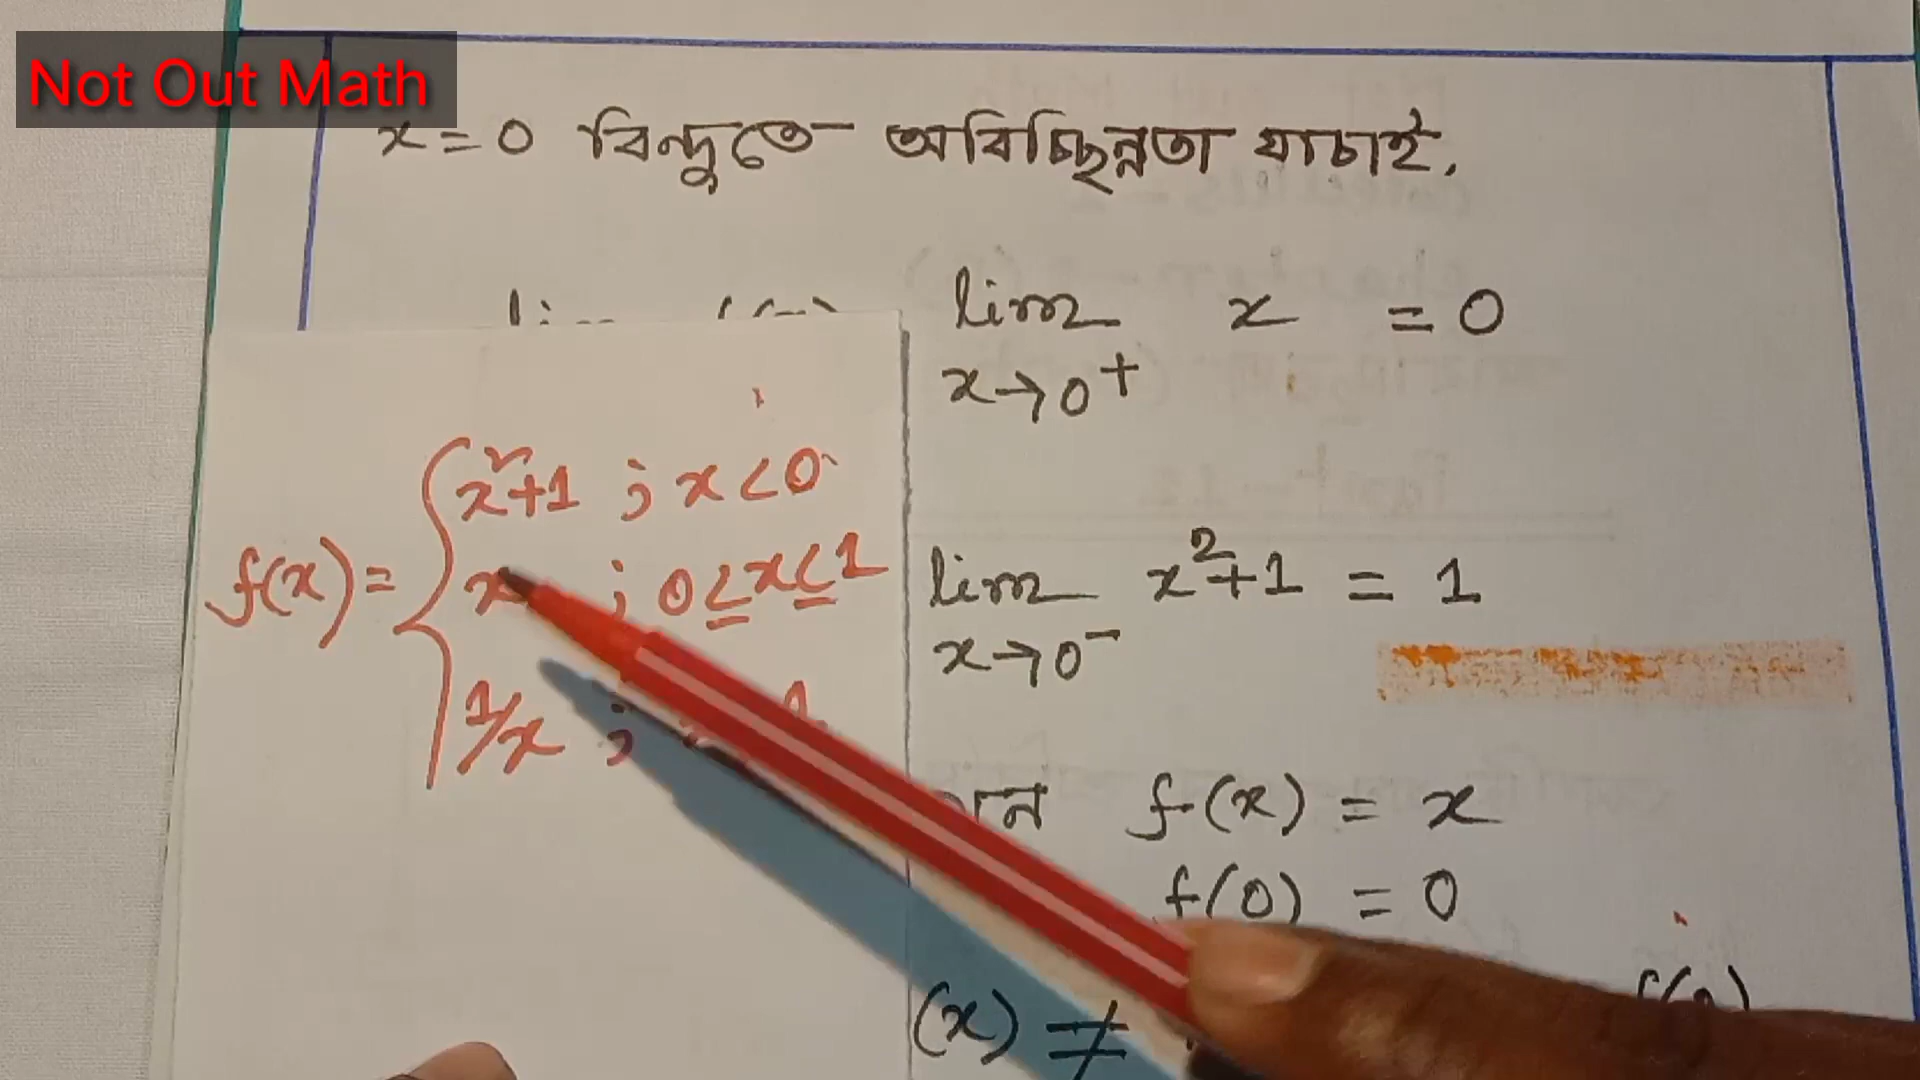 Not Out Math
x = 0 বিন্দুতে অবিচ্ছিন্নতা যাচাই.
lim x = 0
x→0+
x²+1 ; x<0
f(x)= x ; 0≤x≤1
1/x ;
lim x²+1 = 1
x→0-
f(x) = x
f(0) = 0
(x) ≠